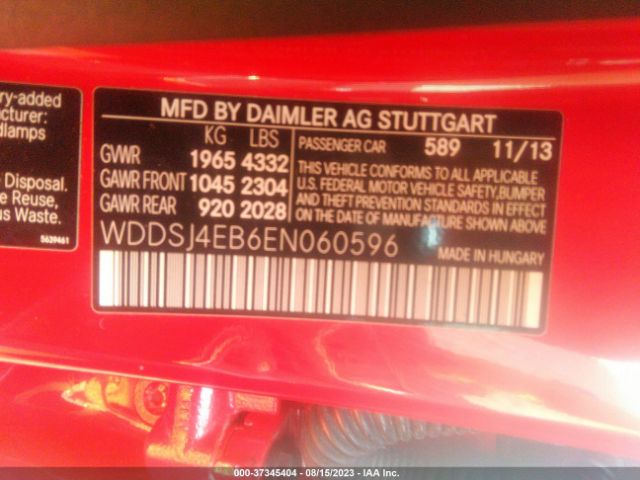 ry-added
cturer:
dlamps
e Disposal.
e Reuse,
us Waste.
5639461
MFD BY DAIMLER AG STUTTGART
KG LBS
GWWR 1965 4332
GAWR FRONT 1045 2304
GAWR REAR 920 2028
PASSENGER CAR 589 11/13
THIS VEHICLE CONFORMS TO ALL APPLICABLE
U.S. FEDERAL MOTOR VEHICLE SAFETY, BUMPER
AND THEFT PREVENTION STANDARDS IN EFFECT
ON THE DATE OF MANUFACTURE SHOWN ABOVE
WDDSJ4EB6EN060596
MADE IN HUNGARY
000-37345404 - 08/15/2023 - IAA Inc.